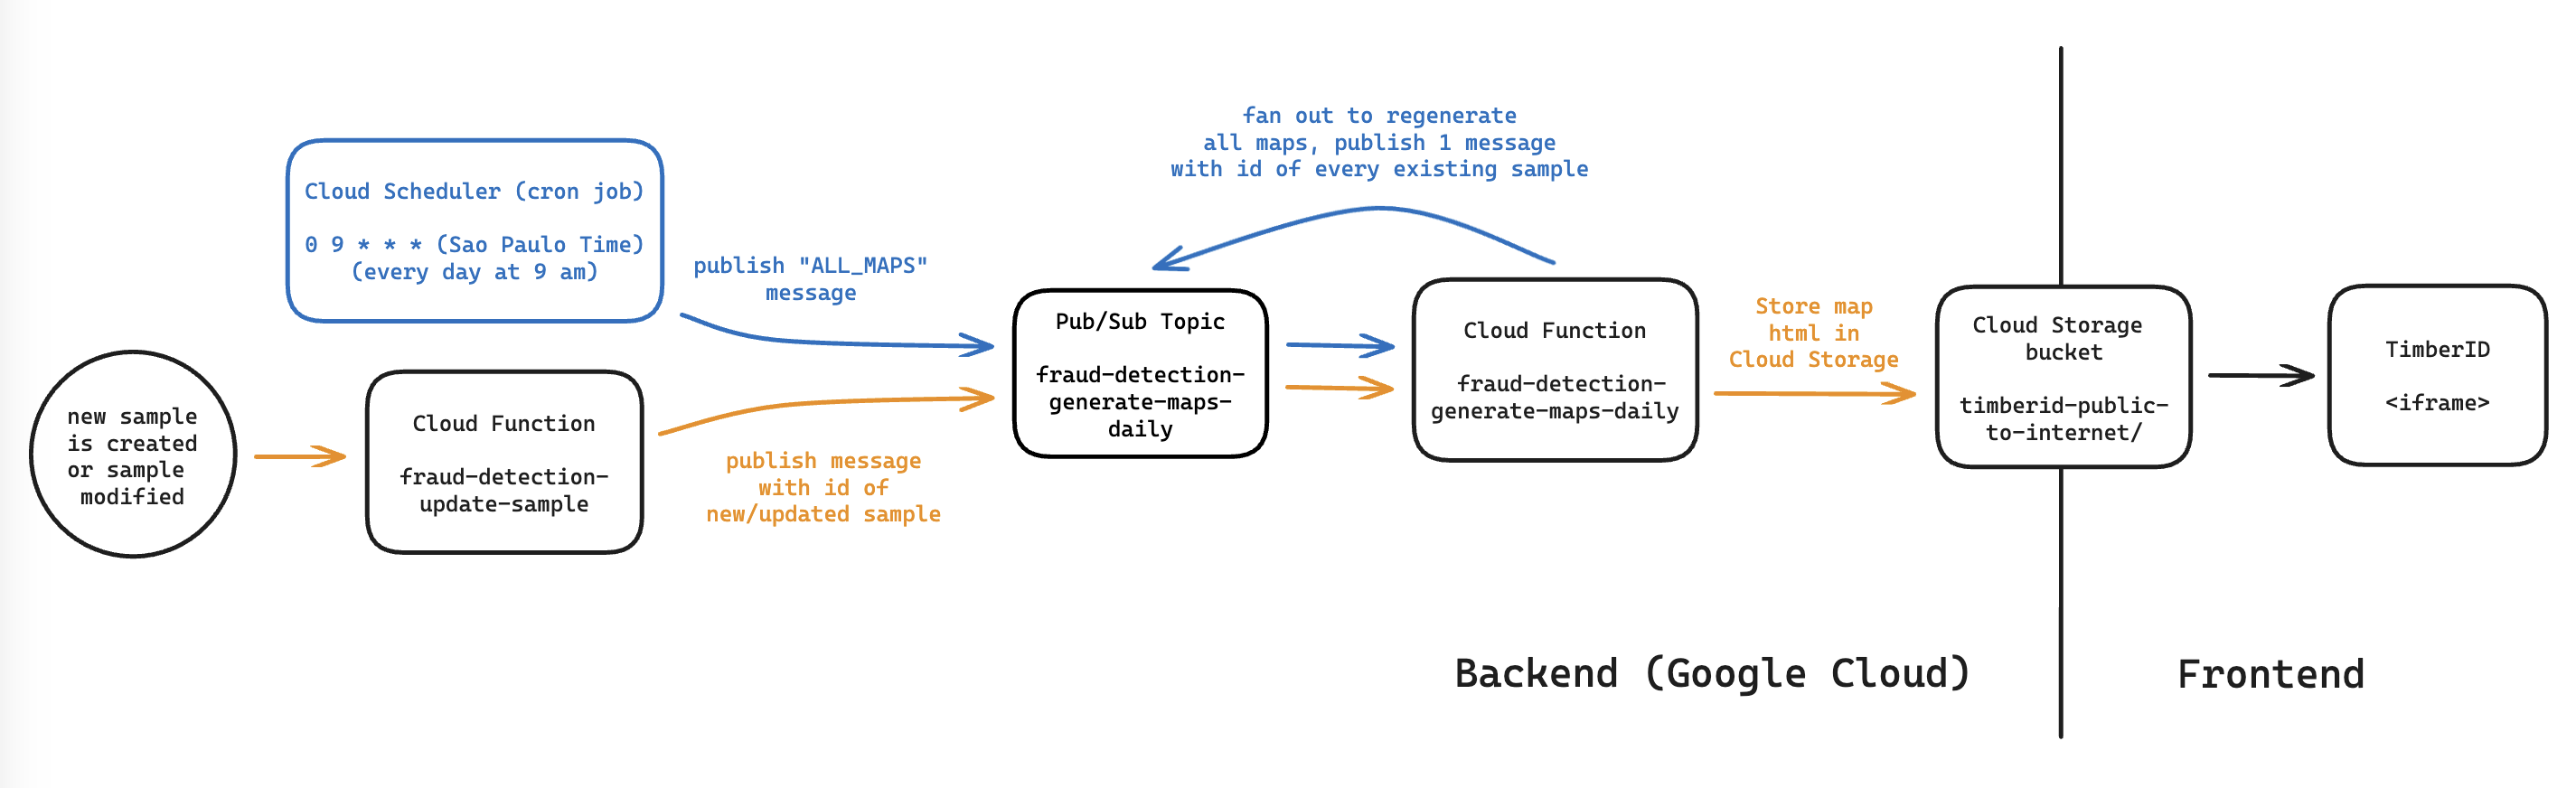 fan out to regenerate
all maps, publish 1 message
with id of every existing sample
Cloud Scheduler (cron job)
0 9 * * * (Sao Paulo Time)
(every day at 9 am)
publish "ALL_MAPS"
message
new sample
is created
or sample
modified
Cloud Function
fraud-detection-
update-sample
publish message
with id of
new/updated sample
Pub/Sub Topic
fraud-detection-
generate-maps-
daily
Cloud Function
fraud-detection-
generate-maps-daily
Store map
html in
Cloud Storage
Cloud Storage
bucket
timberid-public-
to-internet/
TimberID
<iframe>
Backend (Google Cloud)
Frontend